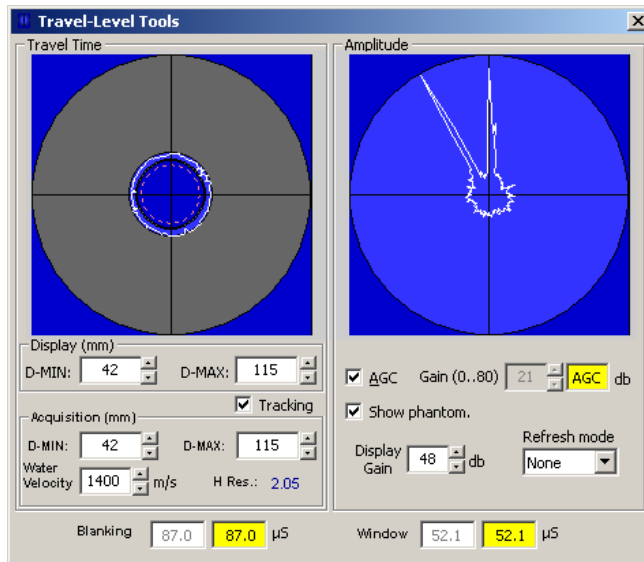 Travel-Level Tools
Travel Time
Amplitude
Display (mm)
D-MIN: 42 D-MAX: 115
Tracking
Acquisition (mm)
D-MIN: 42 D-MAX: 115
Water
Velocity 1400 m/s H Res.: 2.05
AGC Gain (0..80) 21 AGC db
Show phantom.
Display
Gain 48 db
Refresh mode
None
Blanking 87.0 87.0 µS Window 52.1 52.1 µS